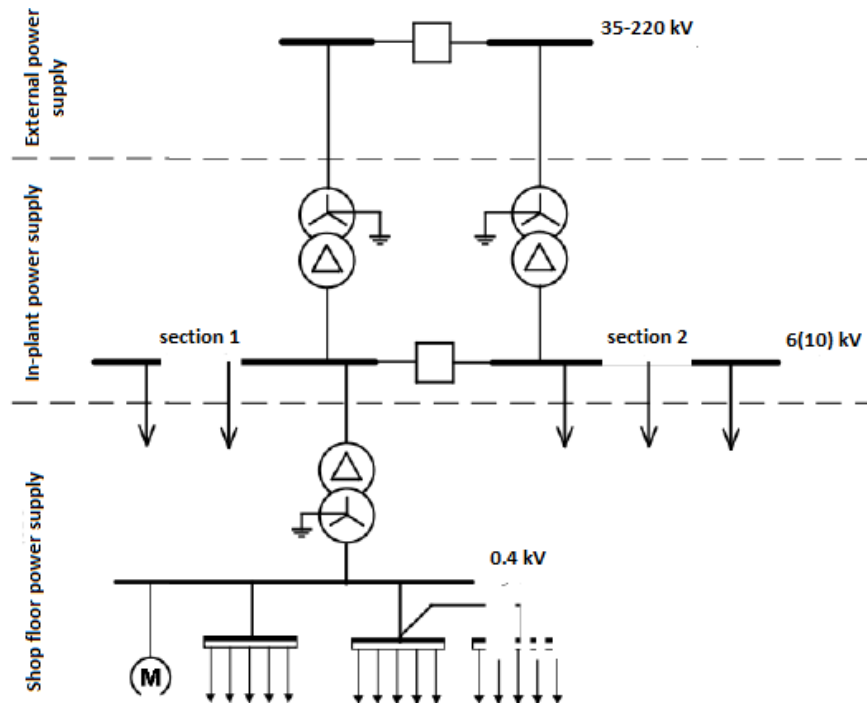 35-220 kV
External power
supply
In-plant power supply
section 1
section 2
6(10) kV
Shop floor power supply
0.4 kV
M